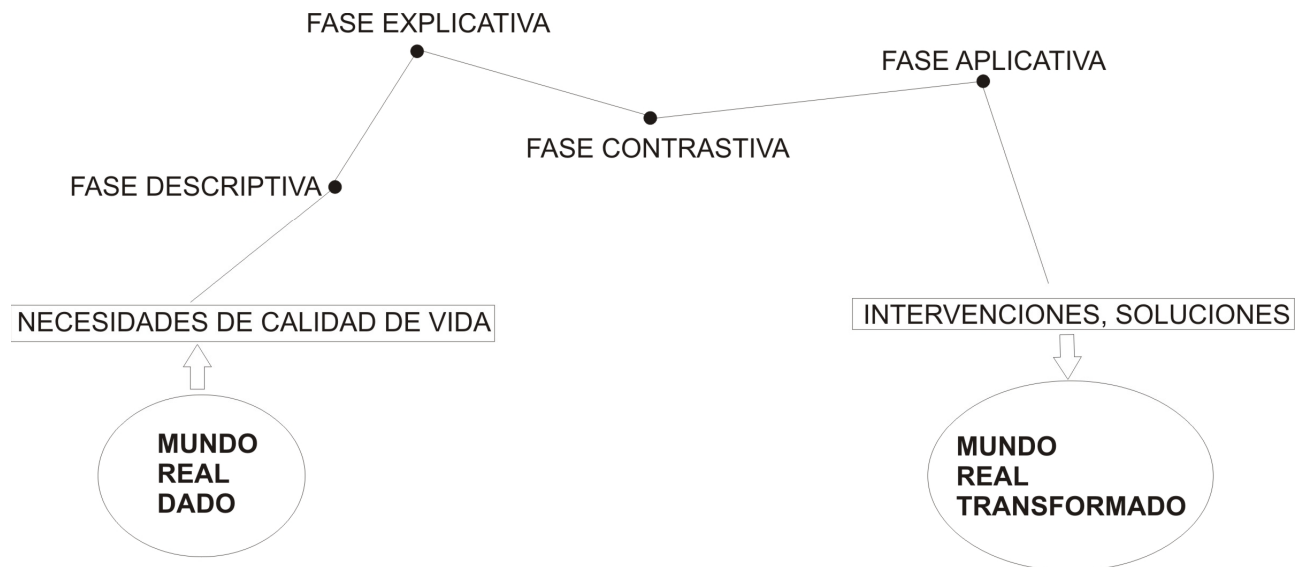 FASE EXPLICATIVA
FASE APLICATIVA
FASE CONTRASTIVA
FASE DESCRIPTIVA
NECESIDADES DE CALIDAD DE VIDA
INTERVENCIONES, SOLUCIONES
MUNDO
REAL
DADO
MUNDO
REAL
TRANSFORMADO